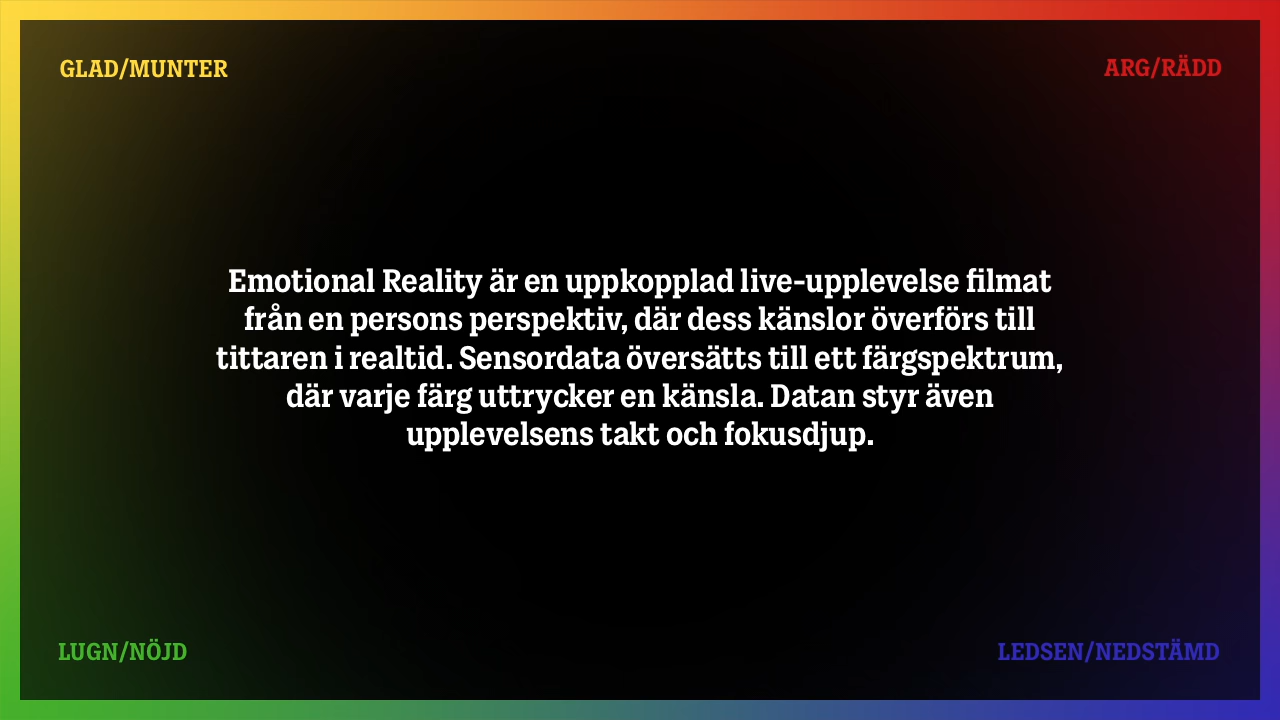 GLAD/MUNTER
ARG/RÄDD
Emotional Reality är en uppkopplad live-upplevelse filmat
från en persons perspektiv, där dess känslor överförs till
tittaren i realtid. Sensordata översätts till ett färgspektrum,
där varje färg uttrycker en känsla. Datan styr även
upplevelsens takt och fokusdjup.
LUGN/NÖJD
LEDSEN/NEDSTÄMD